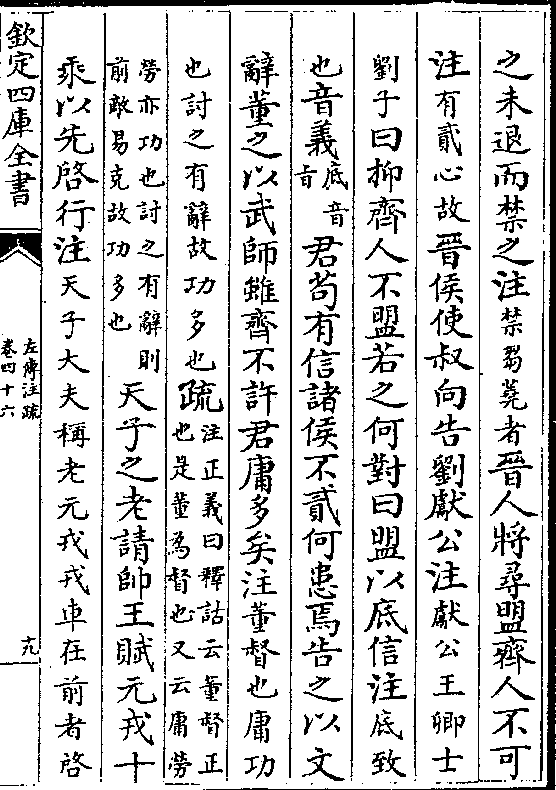 之未退而禁之注禁芻蕘者晉人將尋盟齊人不可
注有貳心故晉侯使叔向告劉獻公注獻公王卿士
劉子曰抑齊人不盟若之何對曰盟以底信注底致
也音義底音旨君苟有信諸侯不貳何患焉告之以文
辭董之以武師雖齊不許君庸多矣注董督也庸功
也討之有辭故功多也疏注正義曰釋詁云董督正也是董為督也又云庸勞
勞亦功也討之有辭則前敵易克故功多也天子之老請帥王賦元戎十
乘以先啓行注天子大夫稱老元戎戎車在前者啓
欽定四庫全書
左傳注疏
卷四十六
十九